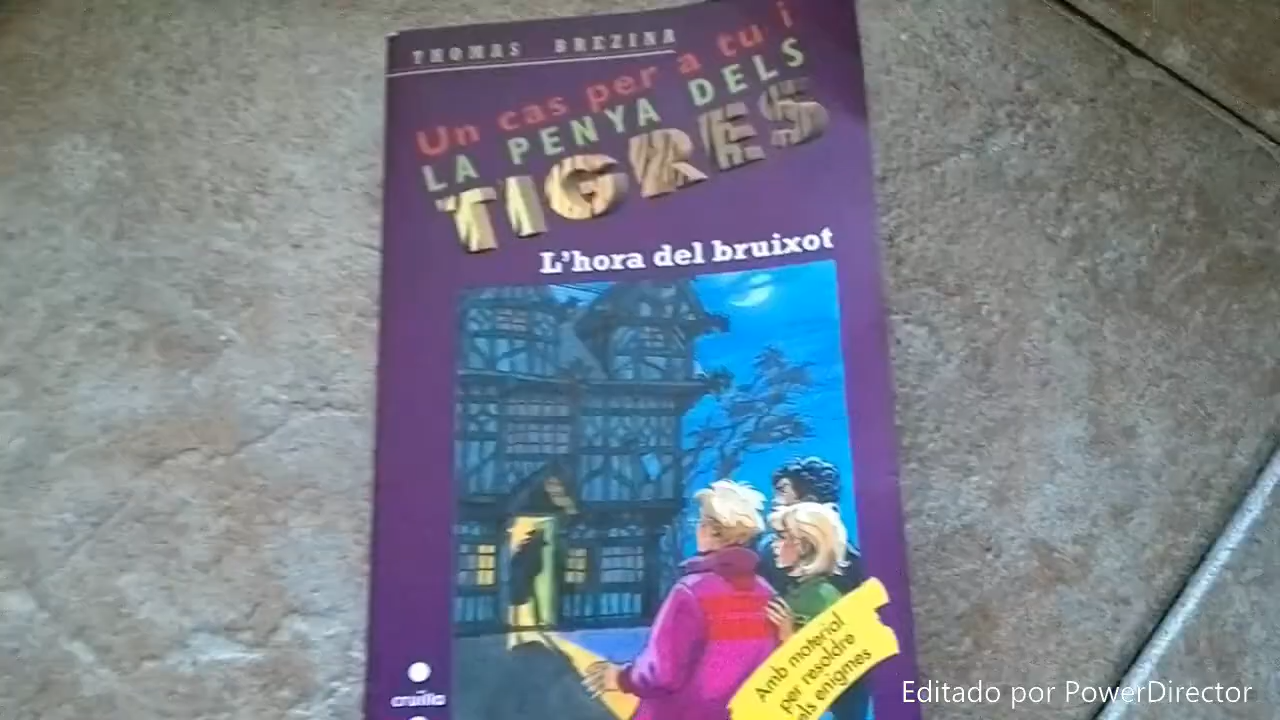 THOMAS BREZINA
Un cas per a tu i
LA PENYA DELS
TIGRES
L'hora del bruixot
Amb material
per resoldre
els enigmes
cruïlla
Editado por PowerDirector